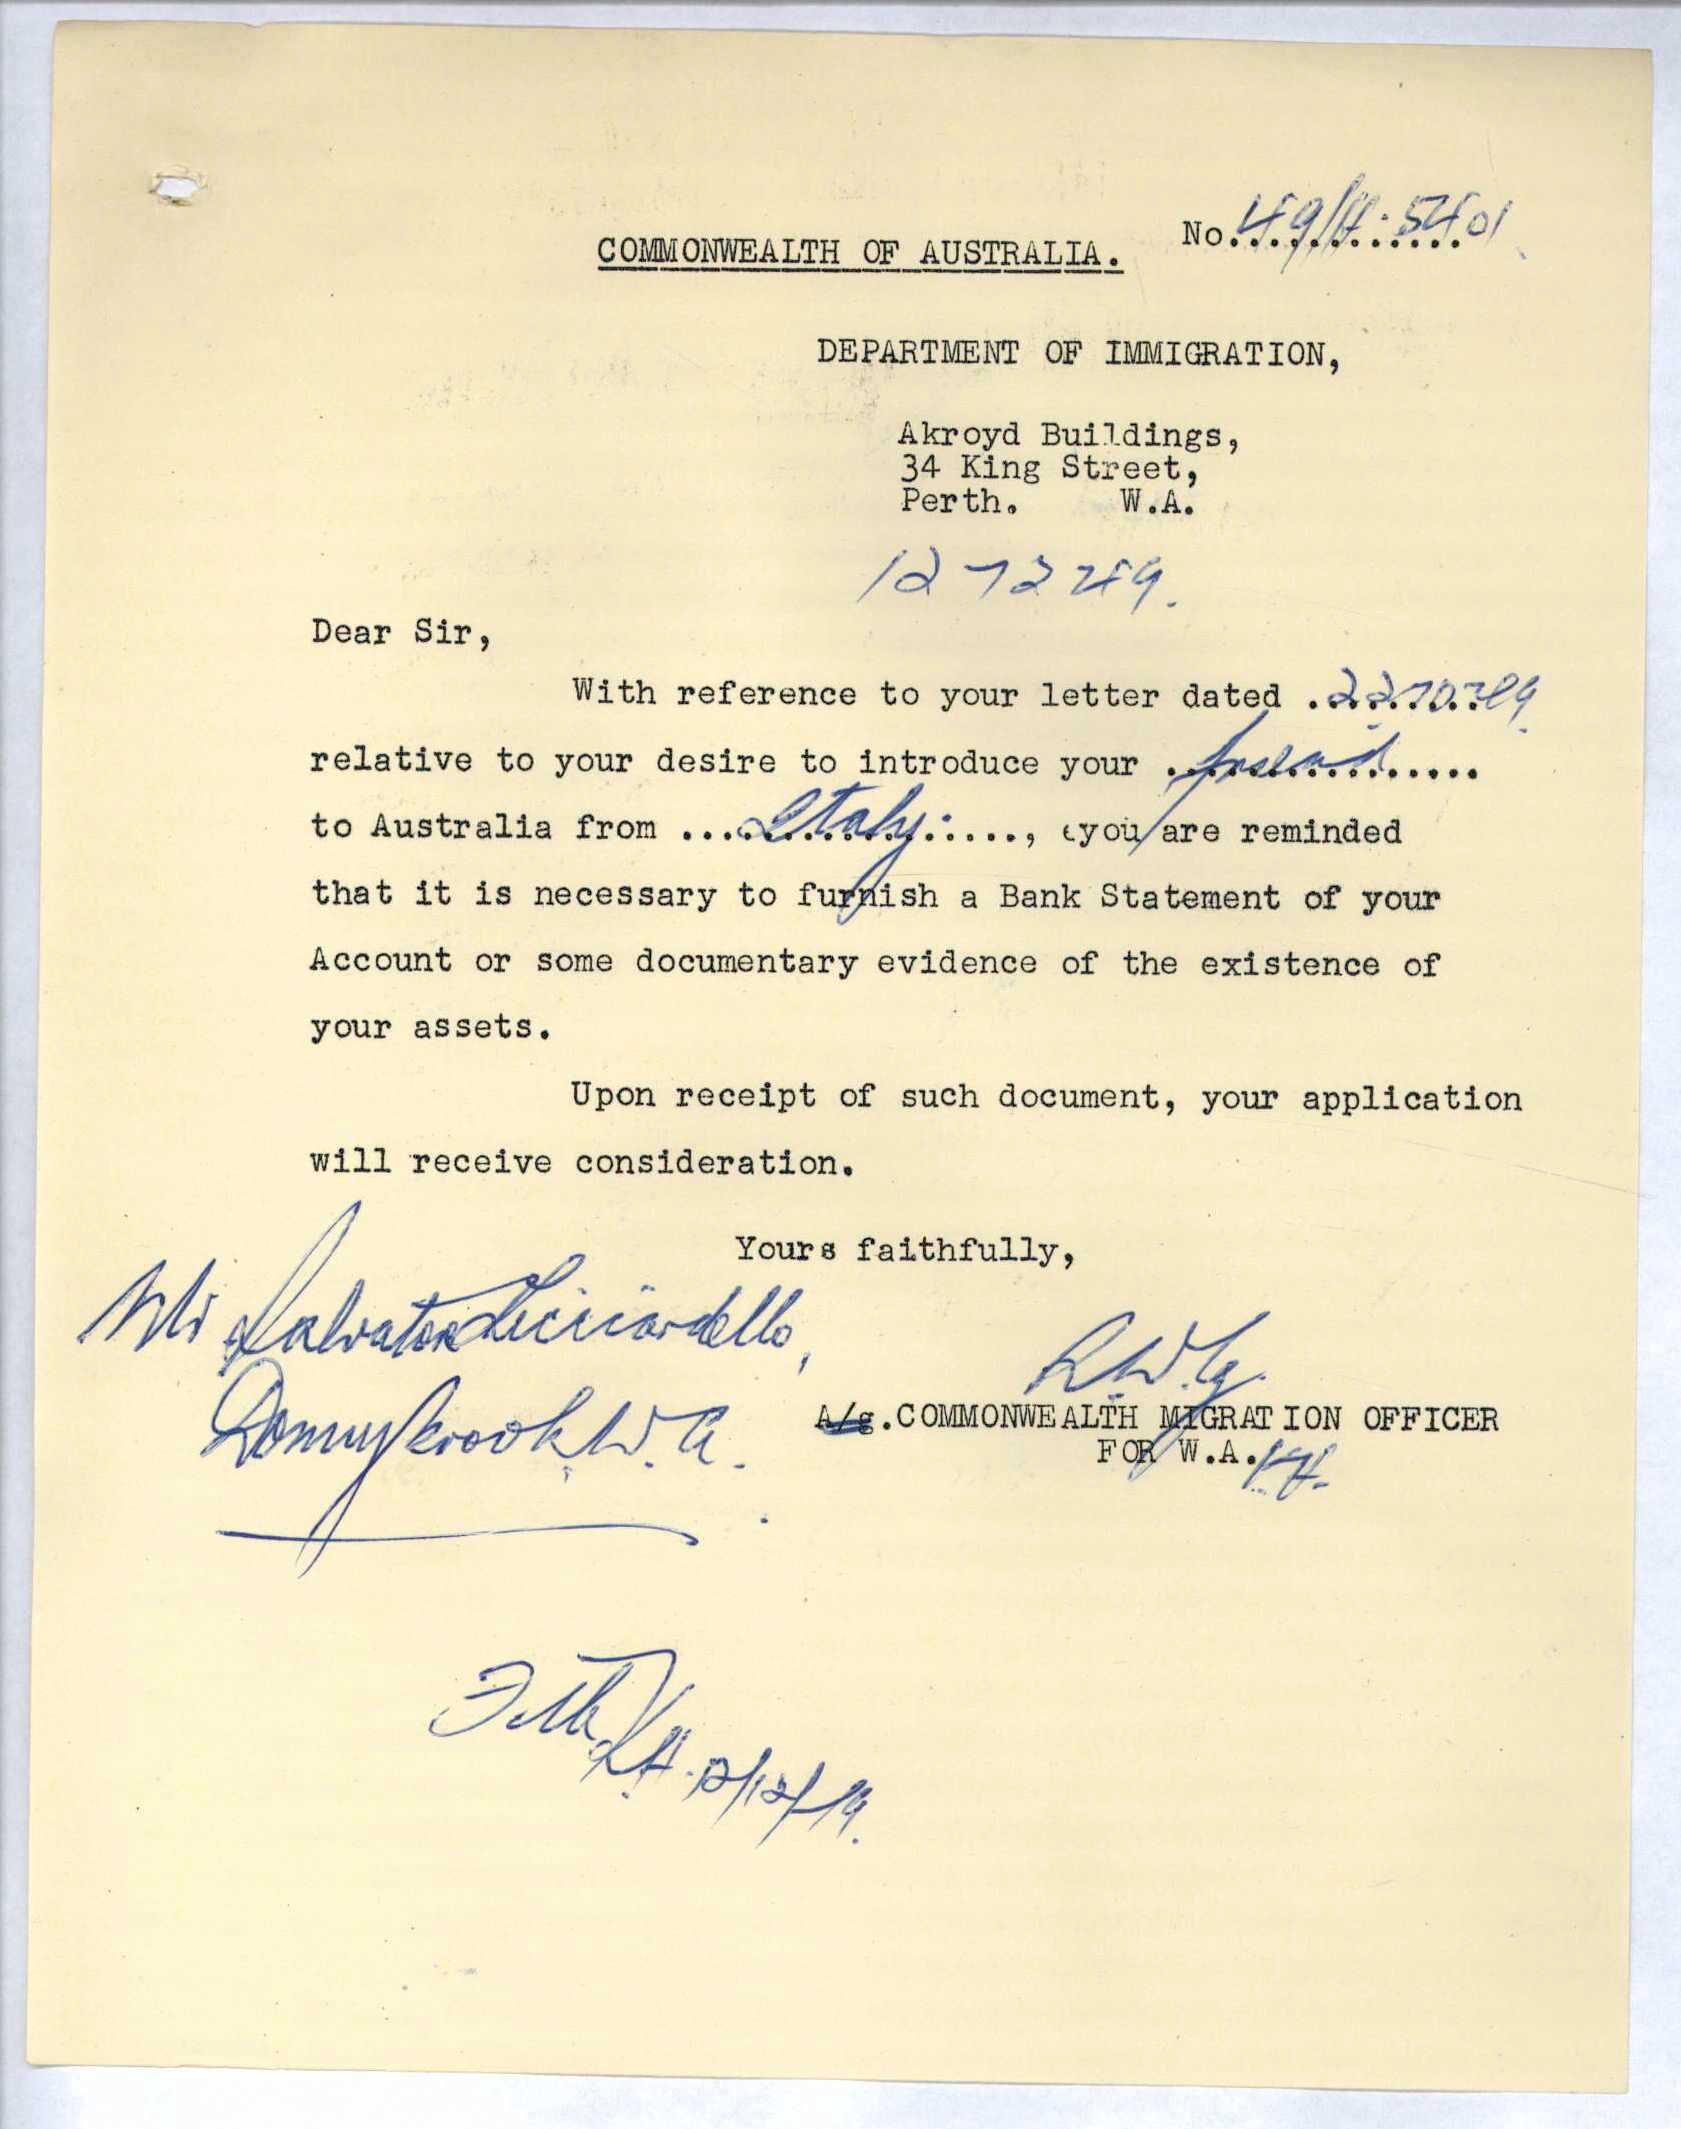 No. 49/H.5401
COMMONWEALTH OF AUSTRALIA.
DEPARTMENT OF IMMIGRATION,
Akroyd Buildings,
34 King Street,
Perth. W.A.
Dear Sir,
With reference to your letter dated
relative to your desire to introduce your friend
to Australia from Italy, you are reminded
that it is necessary to furnish a Bank Statement of your
Account or some documentary evidence of the existence of
your assets.
Upon receipt of such document, your application
will receive consideration.
Yours faithfully,
Mr Salvatore Licciardello,
Donnybrook W.A.
R.W.G.
A/g. COMMONWEALTH MIGRATION OFFICER
FOR W.A. KH.
KH. 12/12/49.